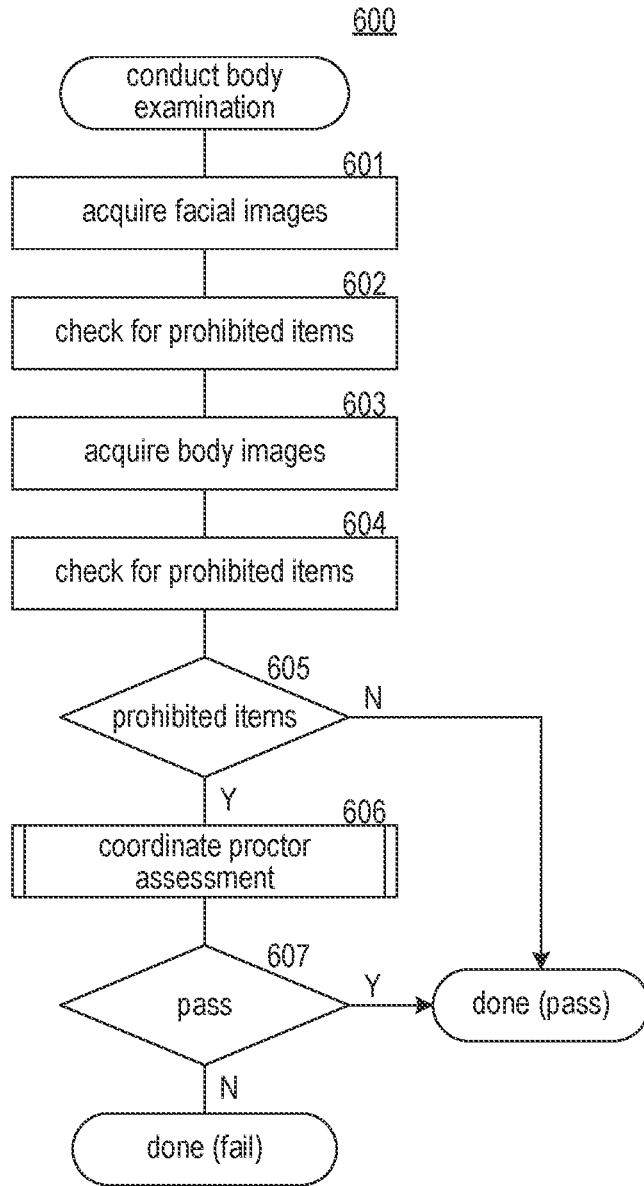 600
conduct body
examination
601
acquire facial images
602
check for prohibited items
603
acquire body images
604
check for prohibited items
605
prohibited items
N
Y
606
coordinate proctor
assessment
607
pass
Y
done (pass)
N
done (fail)